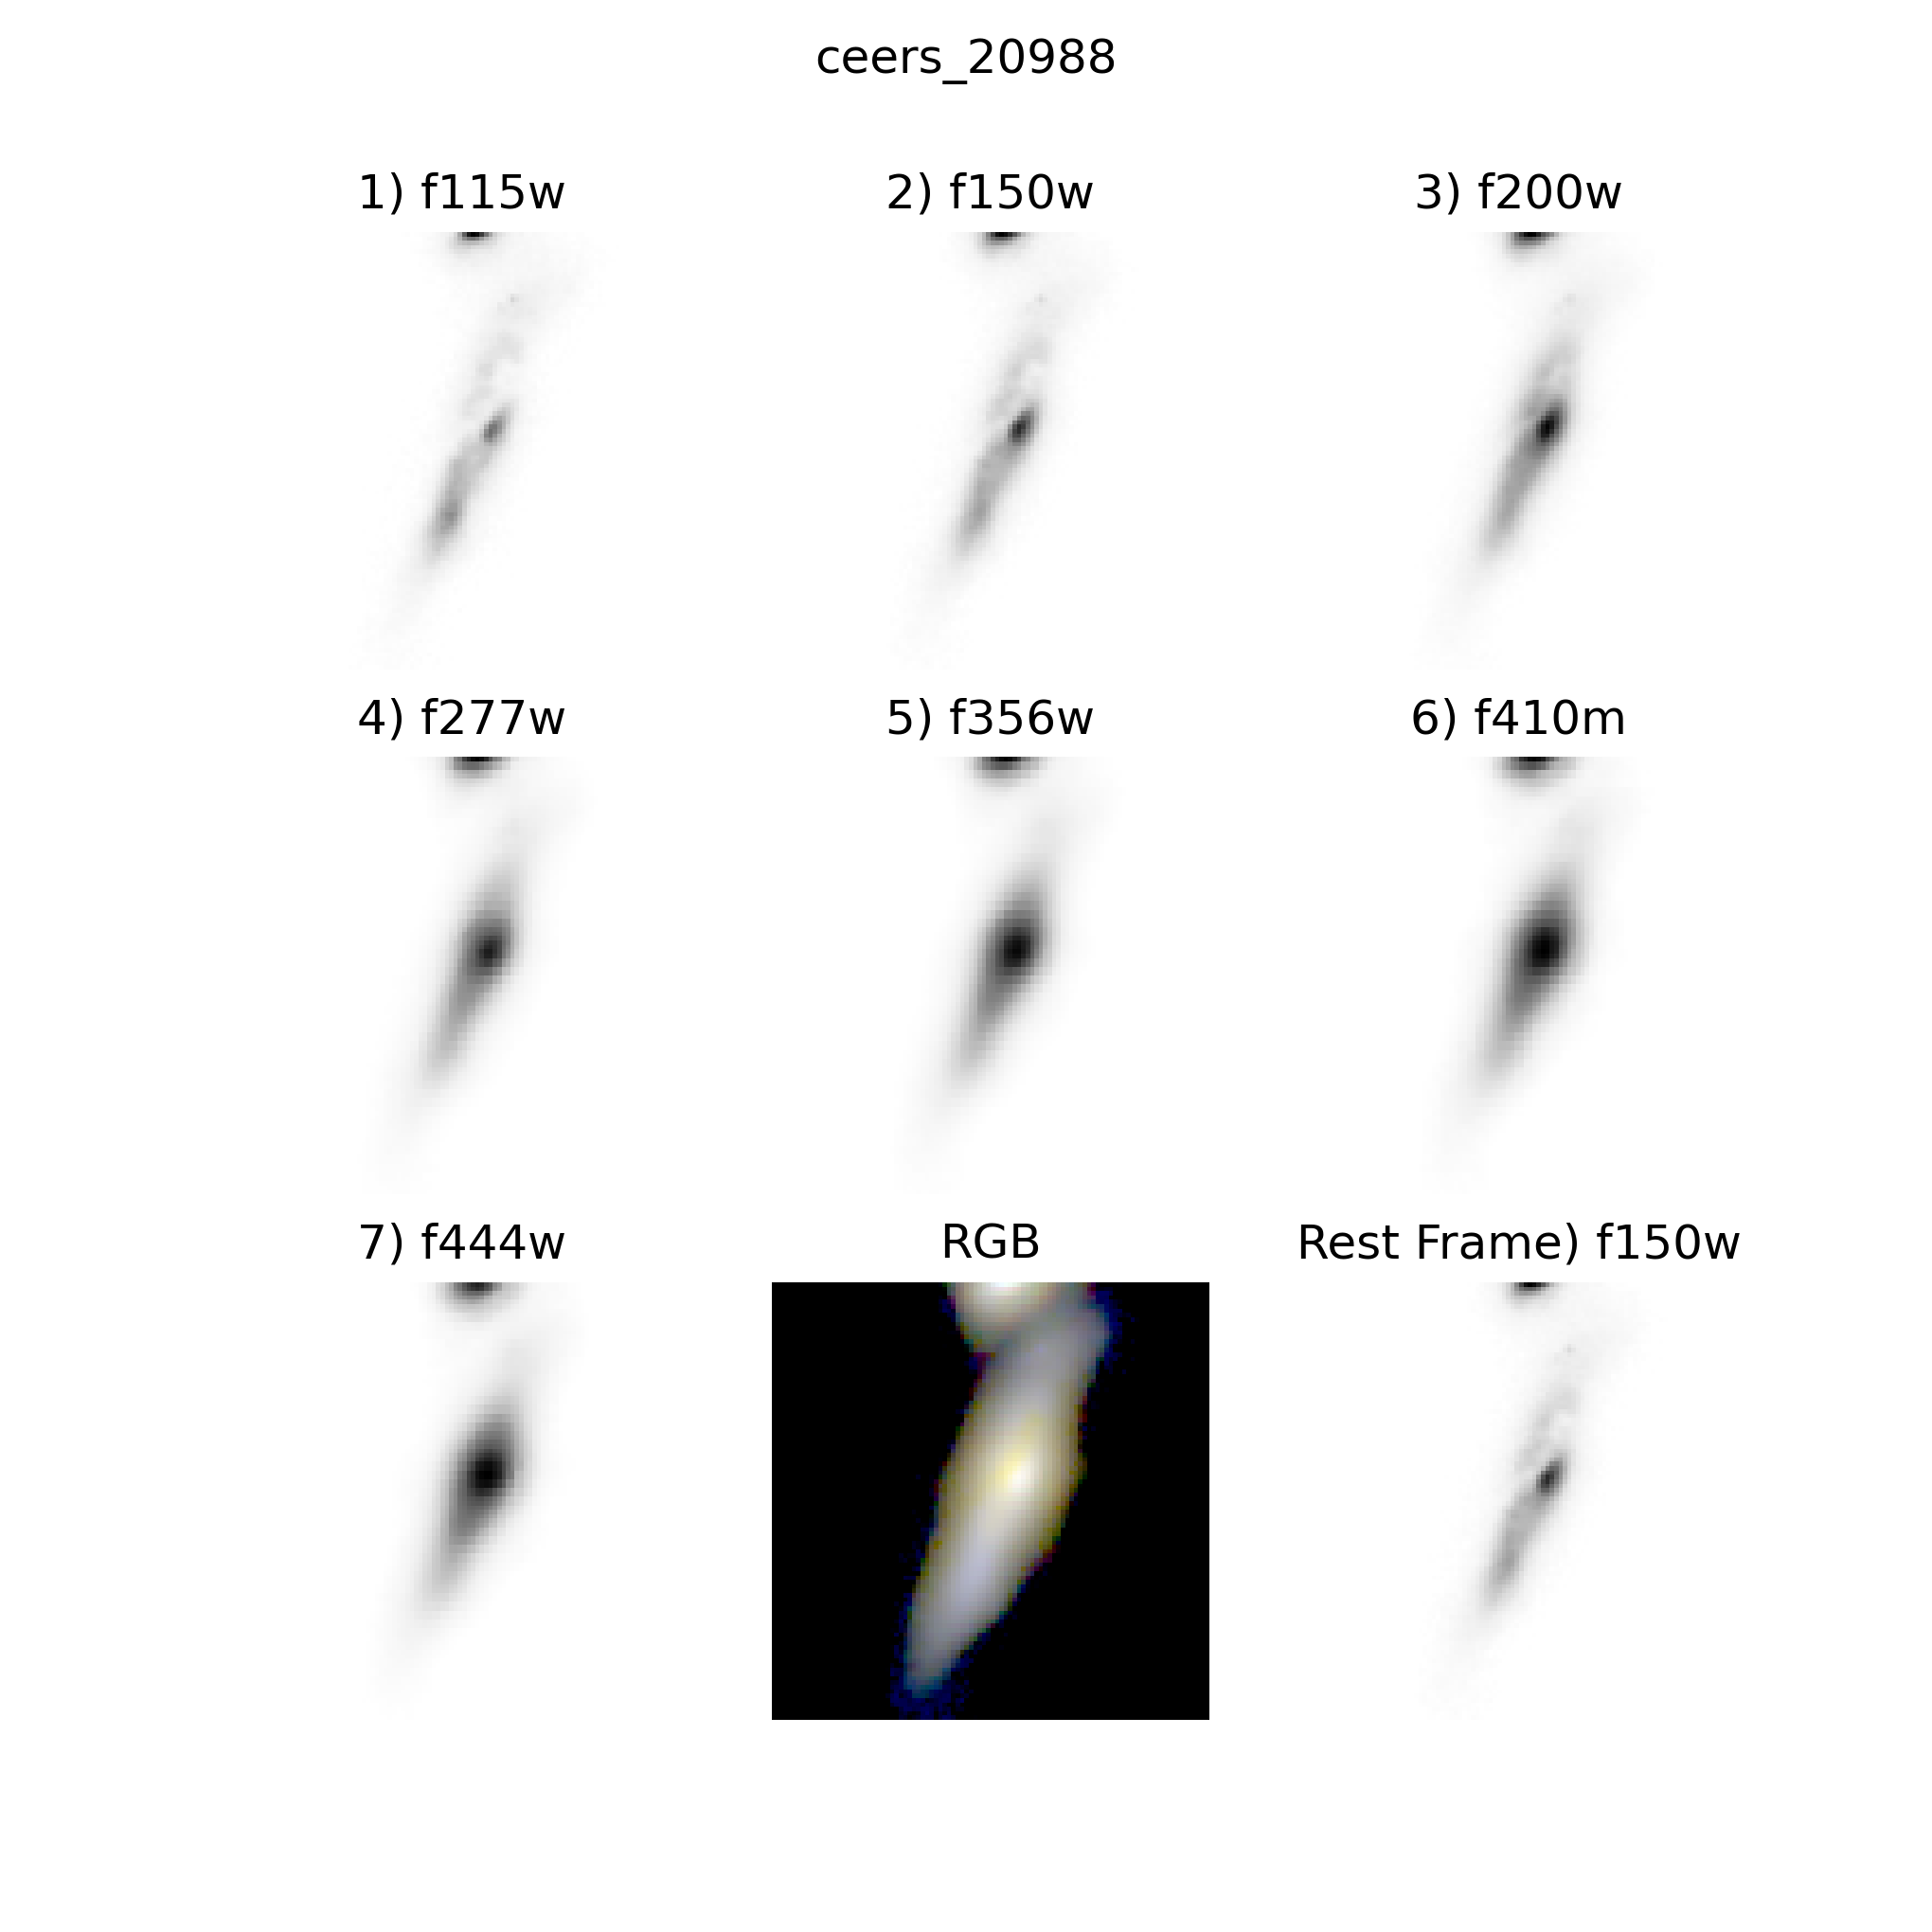 ceers_20988
1) f115w
2) f150w
3) f200w
4) f277w
5) f356w
6) f410m
7) f444w
RGB
Rest Frame) f150w